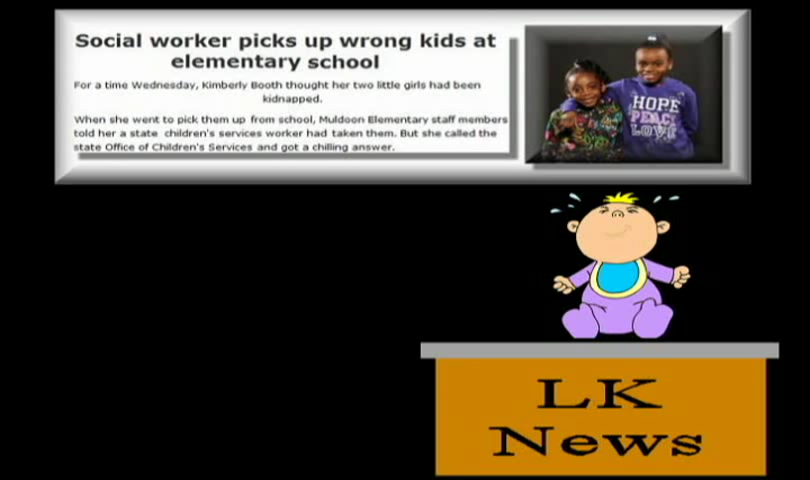 Social worker picks up wrong kids at
elementary school
For a time Wednesday, Kimberly Booth thought her two little girls had been
kidnapped.
When she went to pick them up from school, Muldoon Elementary staff members
told her a state children's services worker had taken them. But she called the
state Office of Children's Services and got a chilling answer.
HOPE
PEACE
LOVE
LK
News